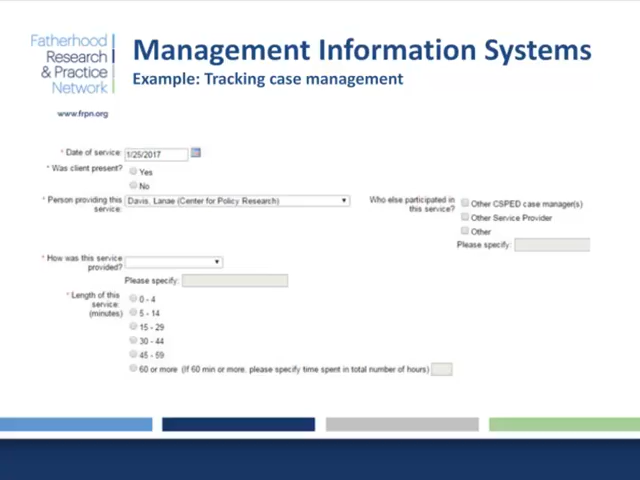 Fatherhood
Research
& Practice
Network
www.frpn.org
Management Information Systems
Example: Tracking case management
* Date of service: 1/25/2017
* Was client present? Yes
No
* Person providing this service: Davis, Lanae (Center for Policy Research)
Who else participated in this service? Other CSPED case manager(s)
Other Service Provider
Other
Please specify:
* How was this service provided?
Please specify:
* Length of this service: (minutes)
0 - 4
5 - 14
15 - 29
30 - 44
45 - 59
60 or more (If 60 min or more, please specify time spent in total number of hours)